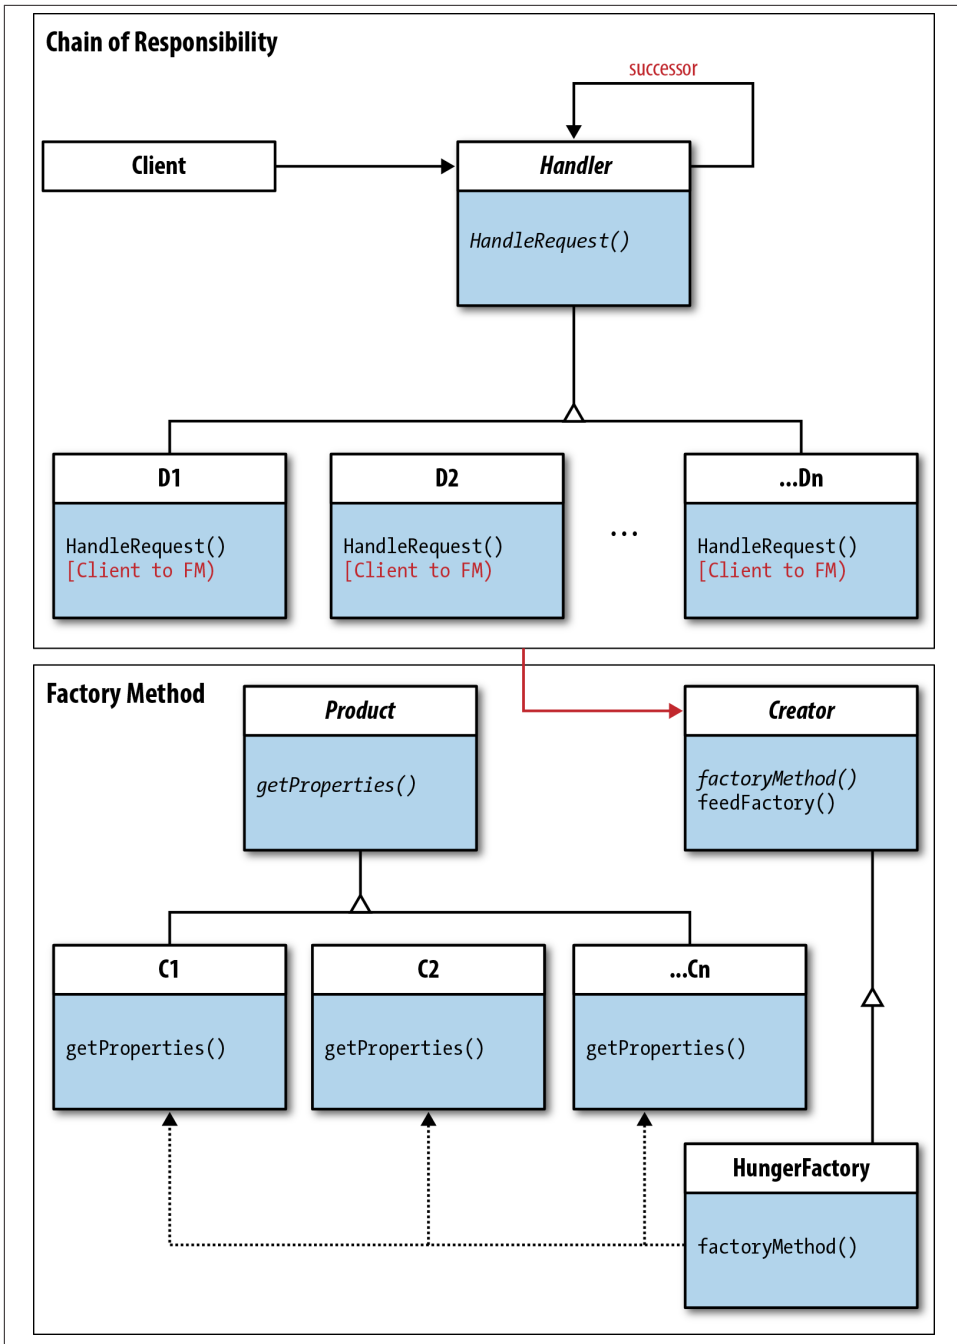 Chain of Responsibility
successor
Client
Handler
HandleRequest()
D1
D2
...Dn
HandleRequest()
[Client to FM)
HandleRequest()
[Client to FM)
...
HandleRequest()
[Client to FM)
Factory Method
Product
Creator
getProperties()
factoryMethod()
feedFactory()
C1
C2
...Cn
getProperties()
getProperties()
getProperties()
HungerFactory
factoryMethod()